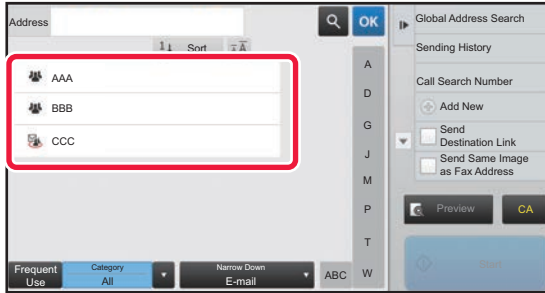 Address
OK
Sort
AAA
BBB
CCC
A
D
G
J
M
P
T
W
Frequent
Use
Category
All
Narrow Down
E-mail
ABC
Global Address Search
Sending History
Call Search Number
Add New
Send
Destination Link
Send Same Image
as Fax Address
Preview
CA
Start